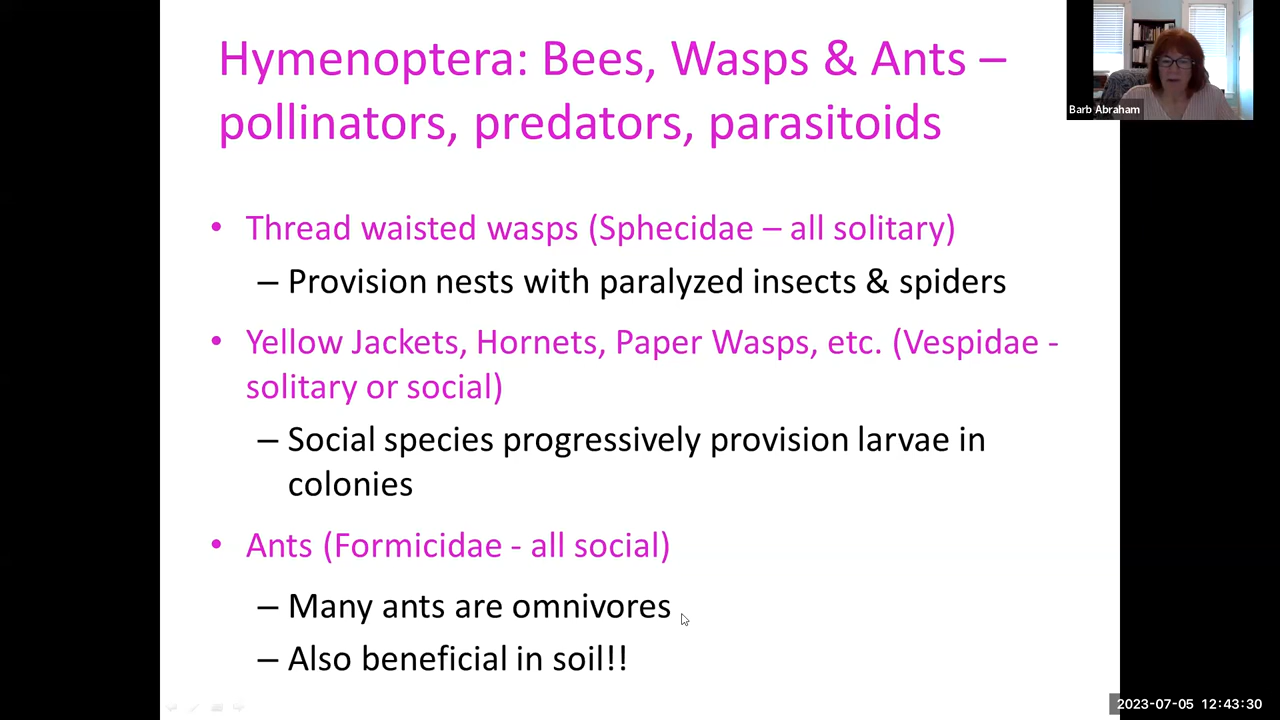 Hymenoptera: Bees, Wasps & Ants –
pollinators, predators, parasitoids
Barb Abraham
• Thread waisted wasps (Sphecidae – all solitary)
– Provision nests with paralyzed insects & spiders
• Yellow Jackets, Hornets, Paper Wasps, etc. (Vespidae -
solitary or social)
– Social species progressively provision larvae in
colonies
• Ants (Formicidae - all social)
– Many ants are omnivores
– Also beneficial in soil!!
2023-07-05 12:43:30